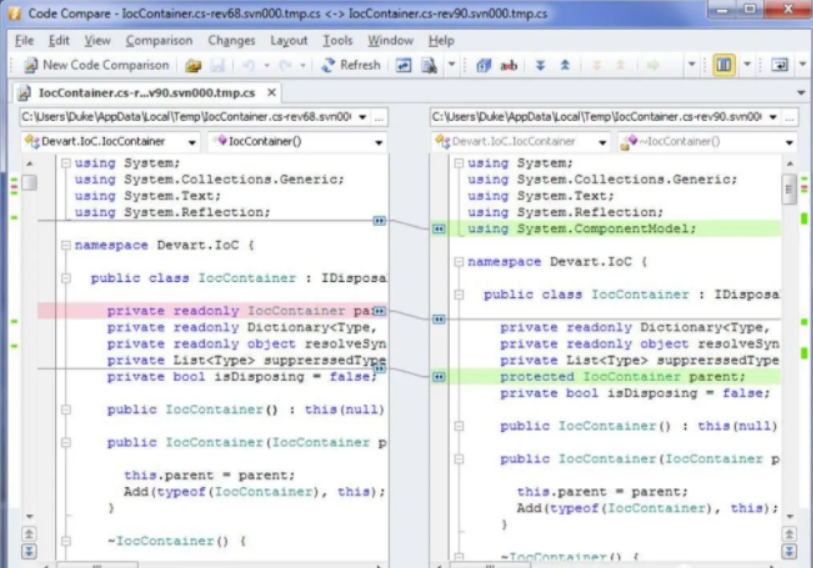 Code Compare - IocContainer.cs-rev68.svn000.tmp.cs <-> IocContainer.cs-rev90.svn000.tmp.cs
File Edit View Comparison Changes Layout Tools Window Help
New Code Comparison Refresh
IocContainer.cs-r...v90.svn000.tmp.cs
C:\Users\Duke\AppData\Local\Temp\IocContainer.cs-rev68.svn00
Devart.IoC.IocContainer IocContainer()
using System;
using System.Collections.Generic;
using System.Text;
using System.Reflection;
namespace Devart.IoC {
public class IocContainer : IDisposa
private readonly IocContainer pa
private readonly Dictionary<Type,
private readonly object resolveSyn
private List<Type> supprerssedType
private bool isDisposing = false;
public IocContainer() : this(null)
public IocContainer(IocContainer p
this.parent = parent;
Add(typeof(IocContainer), this);
}
~IocContainer() {
C:\Users\Duke\AppData\Local\Temp\IocContainer.cs-rev90.svn00
Devart.IoC.IocContainer ~IocContainer()
using System;
using System.Collections.Generic;
using System.Text;
using System.Reflection;
using System.ComponentModel;
namespace Devart.IoC {
public class IocContainer : IDisposa
private readonly Dictionary<Type,
private readonly object resolveSyn
private List<Type> supprerssedType
protected IocContainer parent;
private bool isDisposing = false;
public IocContainer() : this(null)
public IocContainer(IocContainer p
this.parent = parent;
Add(typeof(IocContainer), this);
}
~IocContainer() {